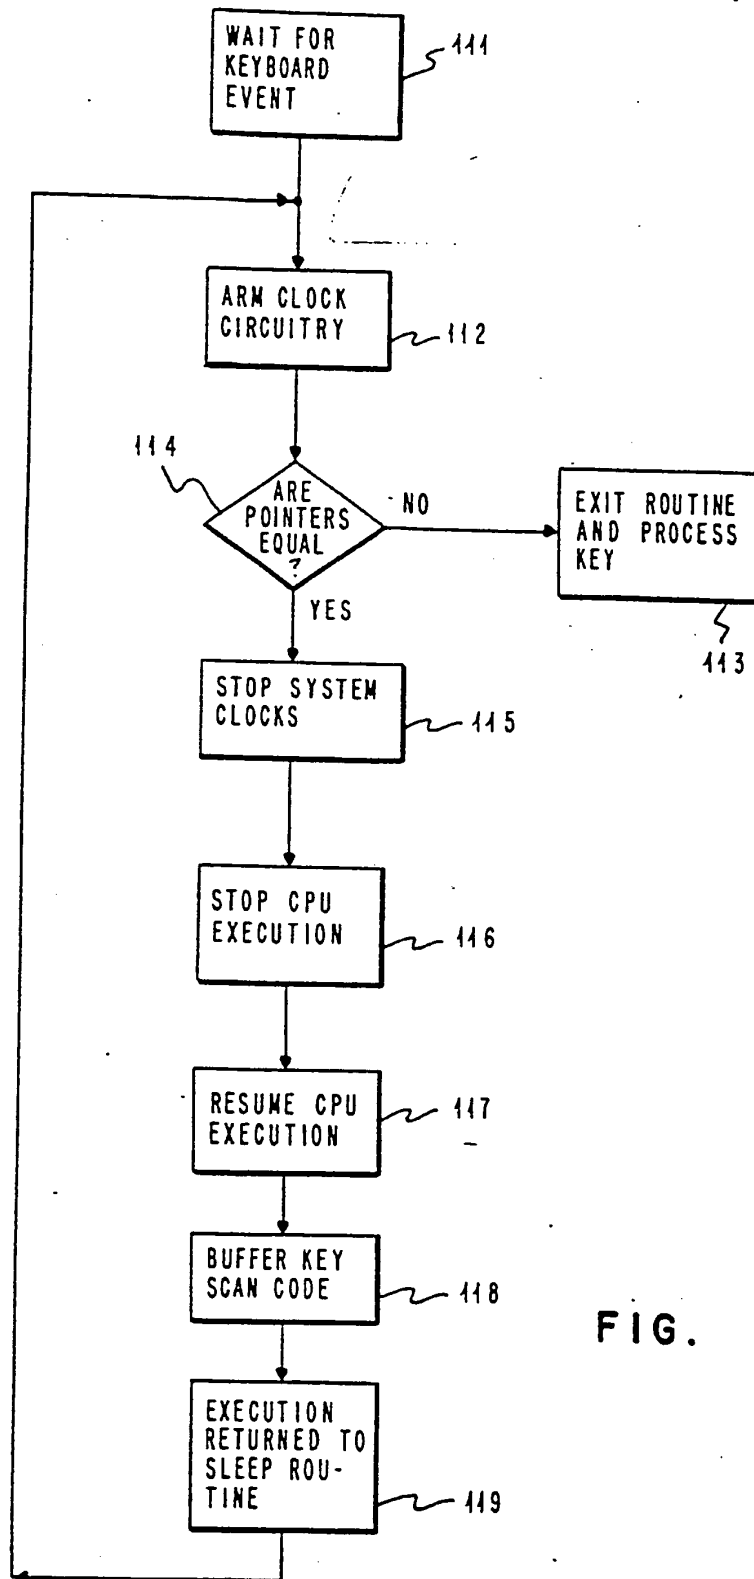 WAIT FOR
KEYBOARD
EVENT
111
ARM CLOCK
CIRCUITRY
112
114
ARE
POINTERS
EQUAL
?
NO
EXIT ROUTINE
AND PROCESS
KEY
113
YES
STOP SYSTEM
CLOCKS
115
STOP CPU
EXECUTION
116
RESUME CPU
EXECUTION
117
BUFFER KEY
SCAN CODE
118
FIG.
EXECUTION
RETURNED TO
SLEEP ROU-
TINE
119